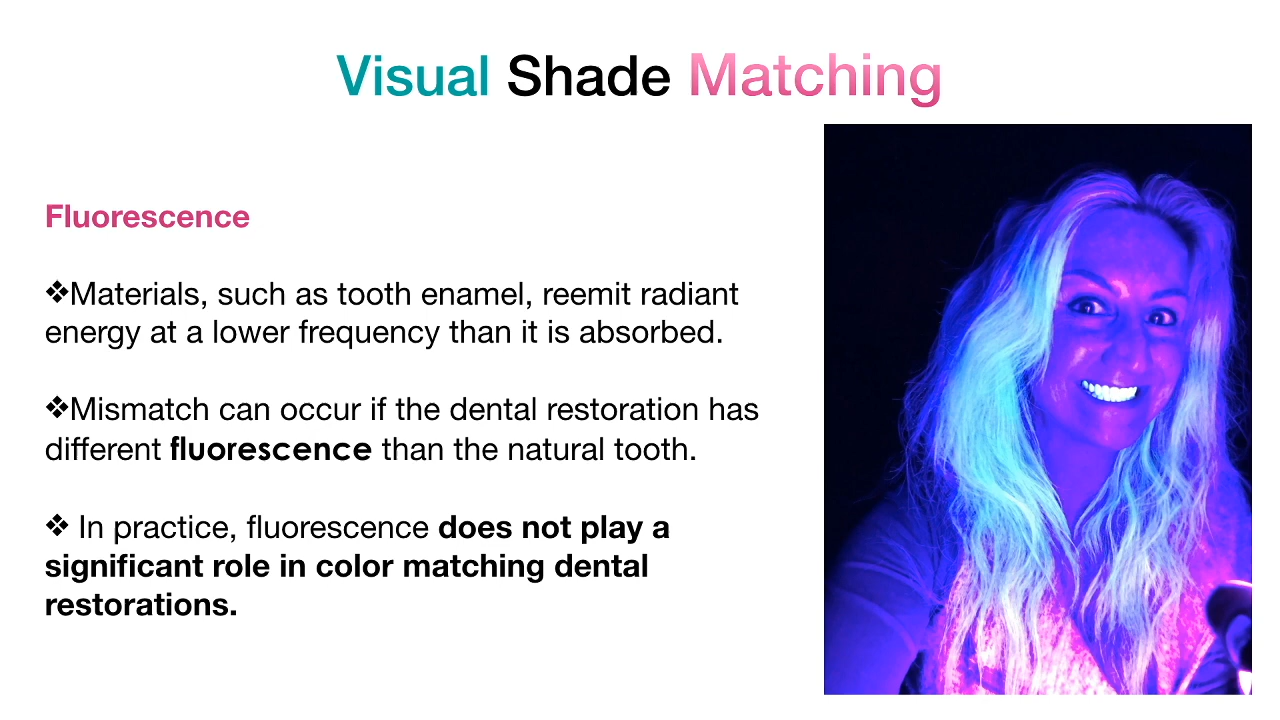 Visual Shade Matching
Fluorescence
❖Materials, such as tooth enamel, reemit radiant
energy at a lower frequency than it is absorbed.
❖Mismatch can occur if the dental restoration has
different fluorescence than the natural tooth.
❖ In practice, fluorescence does not play a
significant role in color matching dental
restorations.